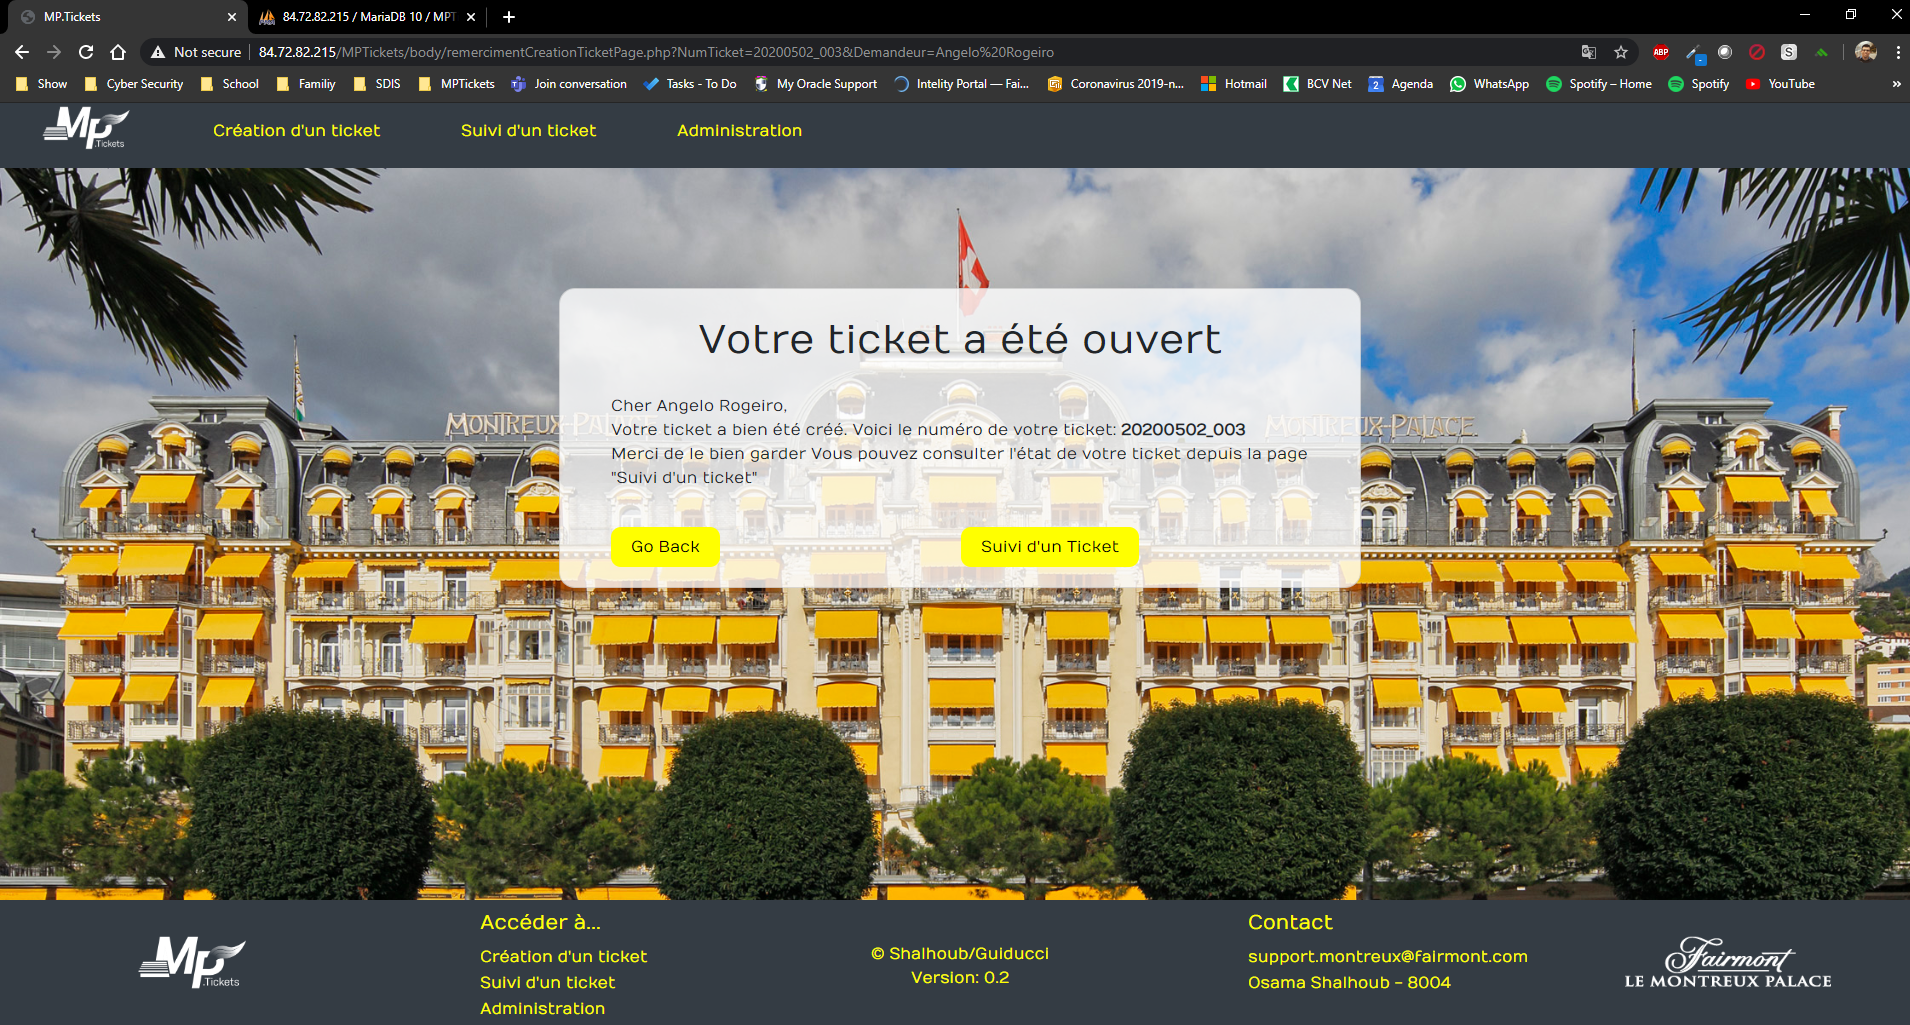 MP.Tickets
84.72.82.215 / MariaDB 10 / MPT
Not secure
84.72.82.215/MPTickets/body/remercimentCreationTicketPage.php?NumTicket=20200502_003&Demandeur=Angelo%20Rogeiro
ABP
S
Show
Cyber Security
School
Familiy
SDIS
MPTickets
Join conversation
Tasks - To Do
My Oracle Support
Intelity Portal — Fai...
Coronavirus 2019-n...
Hotmail
BCV Net
2
Agenda
WhatsApp
Spotify – Home
Spotify
YouTube
»
MP
.Tickets
Création d'un ticket
Suivi d'un ticket
Administration
Votre ticket a été ouvert
MONTREUX-PALACE
MONTREUX-PALACE
Cher Angelo Rogeiro,
Votre ticket a bien été créé. Voici le numéro de votre ticket: 20200502_003
Merci de le bien garder Vous pouvez consulter l'état de votre ticket depuis la page
"Suivi d'un ticket"
Go Back
Suivi d'un Ticket
MP
.Tickets
Accéder à...
Création d'un ticket
Suivi d'un ticket
Administration
© Shalhoub/Guiducci
Version: 0.2
Contact
support.montreux@fairmont.com
Osama Shalhoub - 8004
Fairmont
LE MONTREUX PALACE